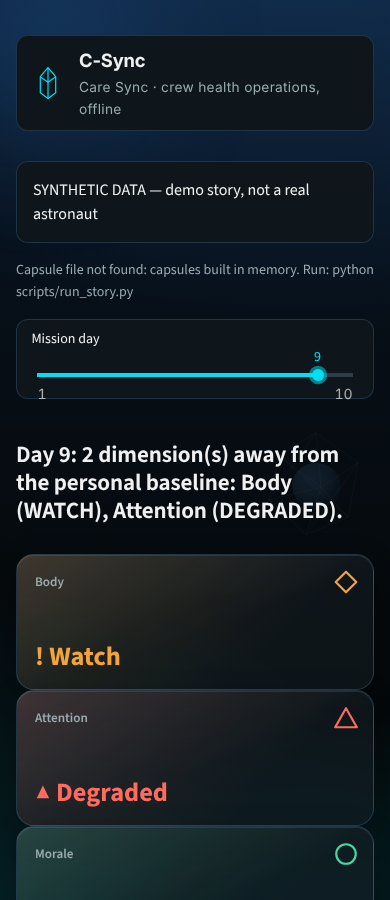 C-Sync
Care Sync · crew health operations,
offline
SYNTHETIC DATA — demo story, not a real
astronaut
Capsule file not found: capsules built in memory. Run: python
scripts/run_story.py
Mission day
9
1 10
Day 9: 2 dimension(s) away from
the personal baseline: Body
(WATCH), Attention (DEGRADED).
Body
! Watch
Attention
▲ Degraded
Morale